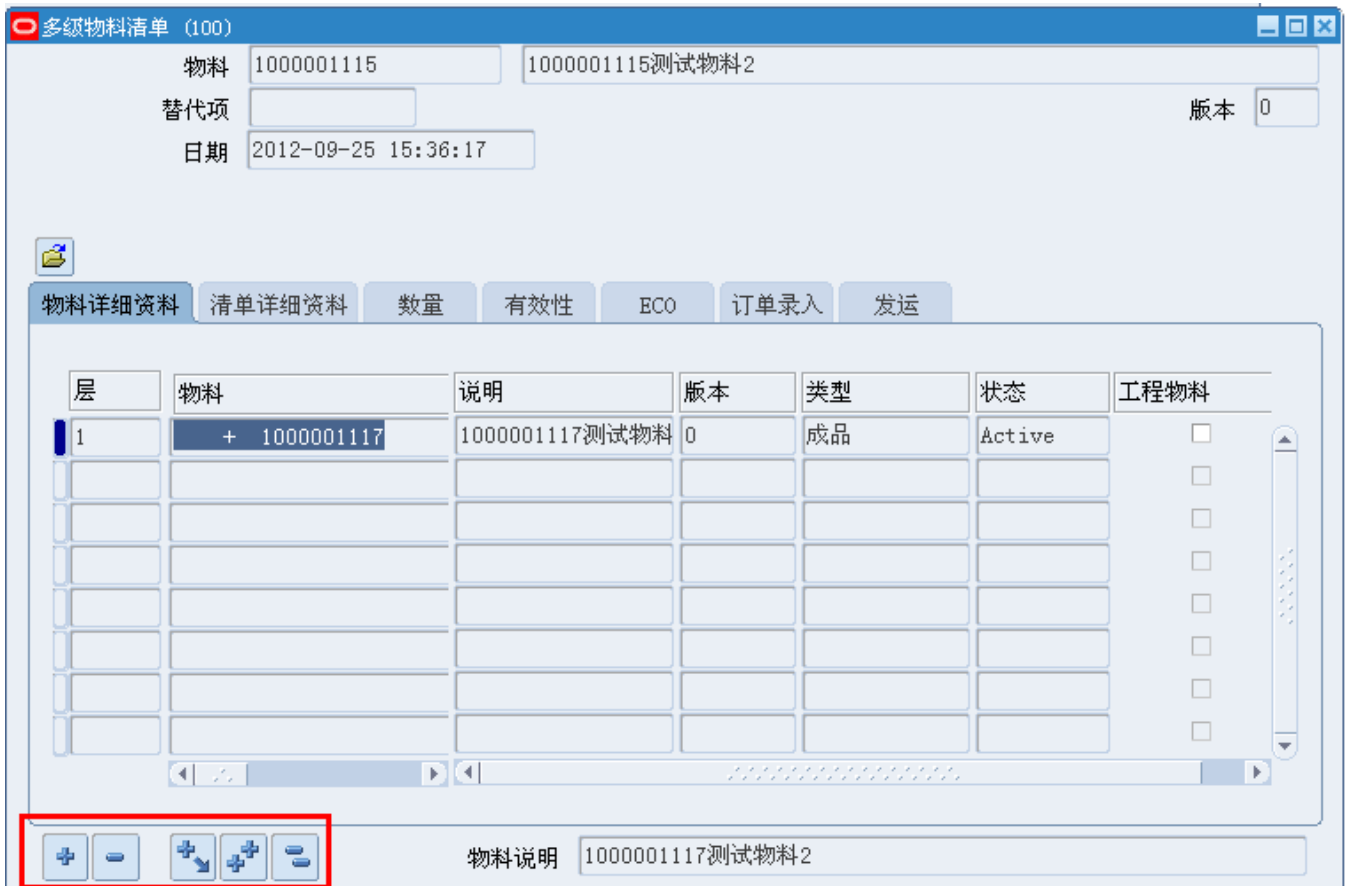 多级物料清单 (100)
物料 1000001115 1000001115测试物料2
替代项 版本 0
日期 2012-09-25 15:36:17
物料详细资料 清单详细资料 数量 有效性 ECO 订单录入 发运
层 物料 说明 版本 类型 状态 工程物料
1 + 1000001117 1000001117测试物料 0 成品 Active
物料说明 1000001117测试物料2